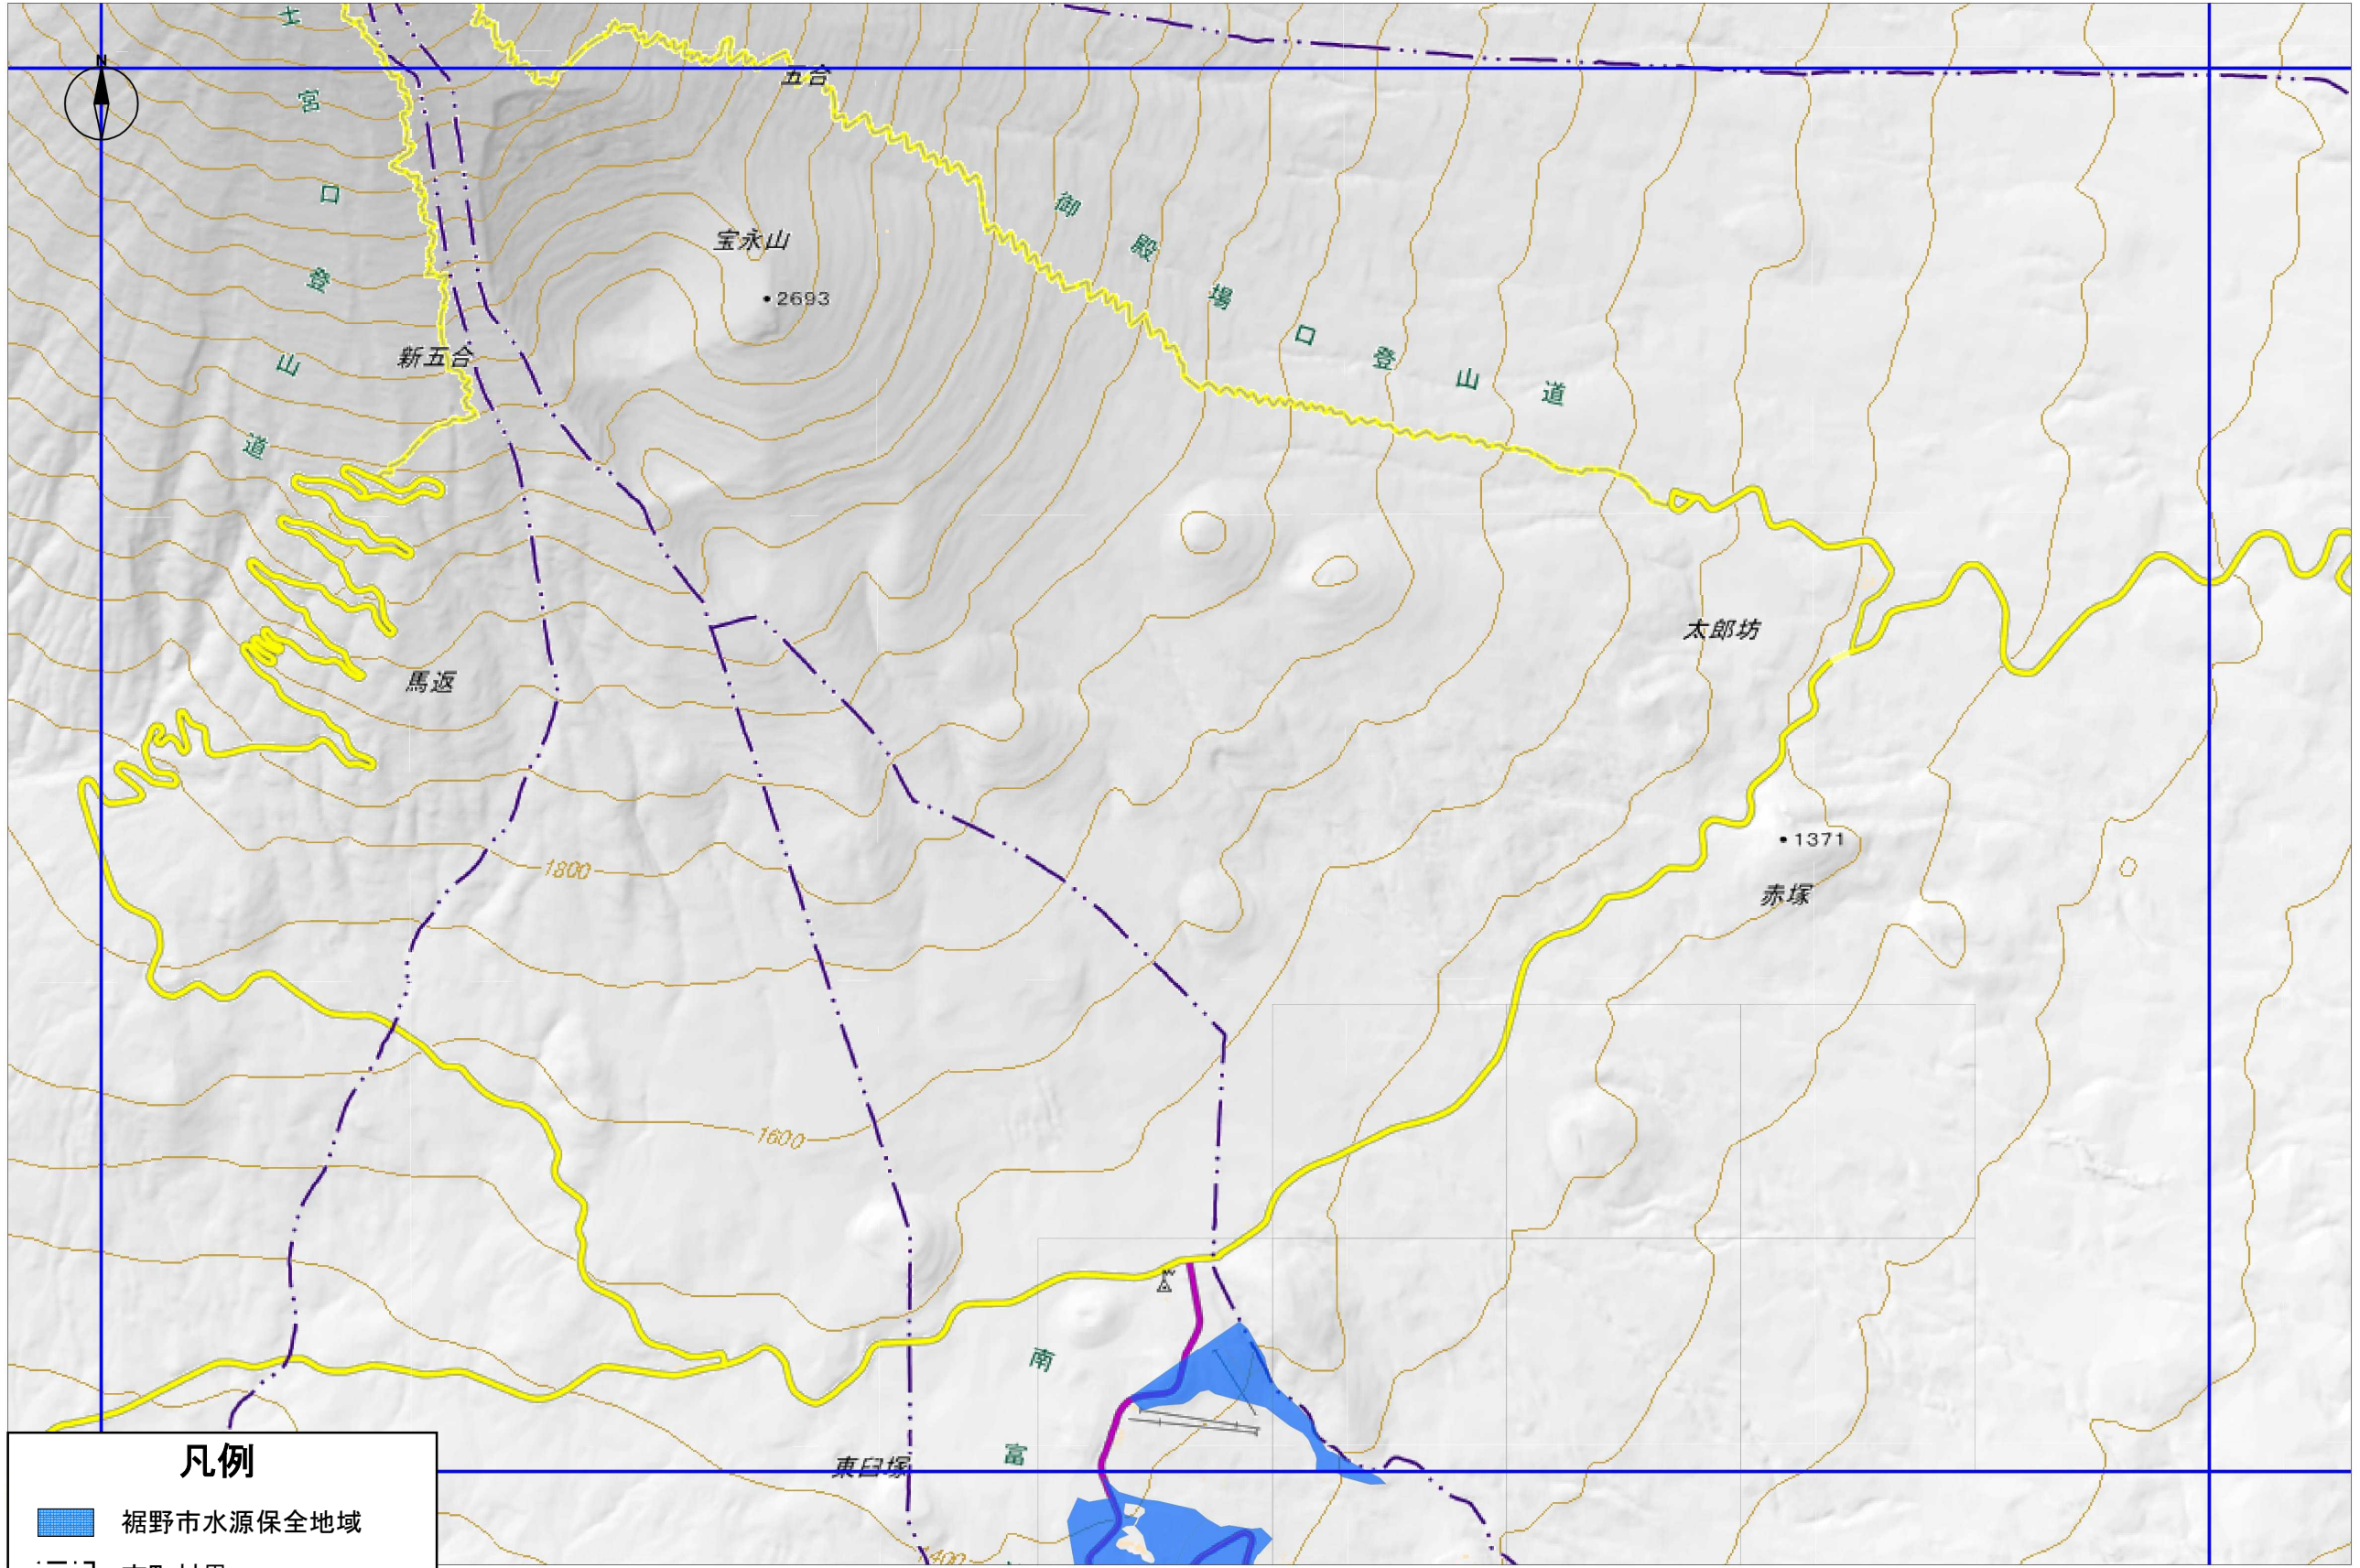 N
五合
士
宮
口
登
山
道
御
殿
場
口
登
山
道
宝永山
2693
新五合
太郎坊
馬返
1371
1800
赤塚
1600
南
富
東臼塚
凡例
裾野市水源保全地域
1400